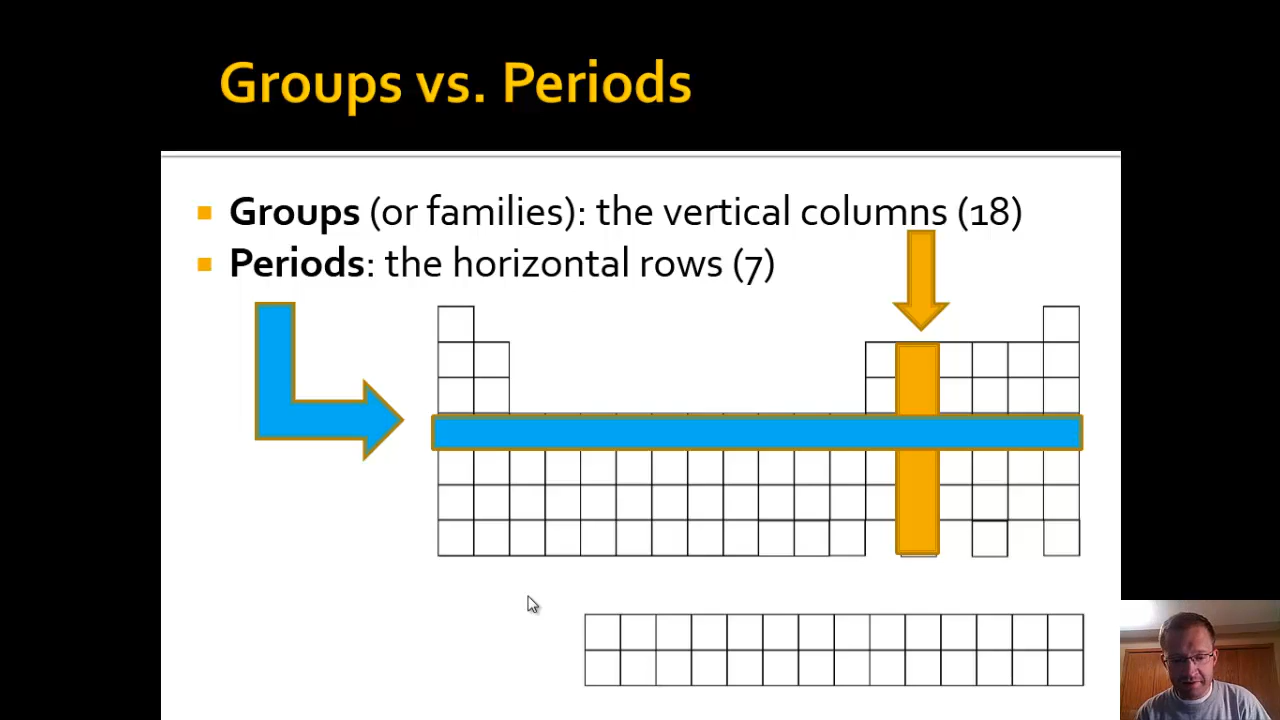 Groups vs. Periods
Groups (or families): the vertical columns (18)
Periods: the horizontal rows (7)